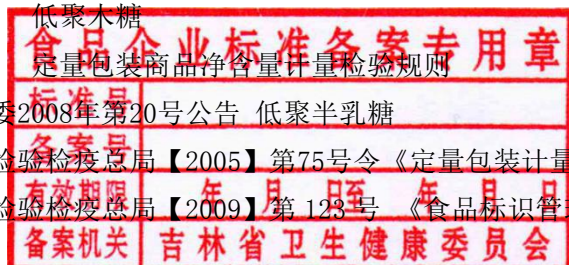 低聚木糖
食品企业标准备案专用章
定量包装商品净含量计量检验规则
标准号
委2008年第20号公告 低聚半乳糖
备案号
检验检疫总局【2005】第75号令《定量包装计量
有效期限 年 月 日至 年 月 日
检验检疫总局【2009】第 123 号 《食品标识管
备案机关 吉林省卫生健康委员会